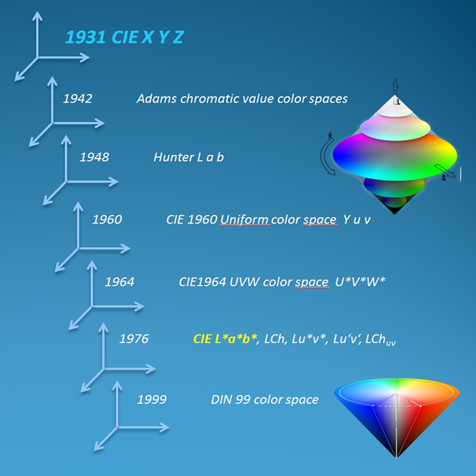 1931 CIE X Y Z
1942 Adams chromatic value color spaces
1948 Hunter L a b
1960 CIE 1960 Uniform color space Y u v
1964 CIE1964 UVW color space U*V*W*
1976 CIE L*a*b*, LCh, Lu*v*, Lu‘v‘, LChuv
1999 DIN 99 color space